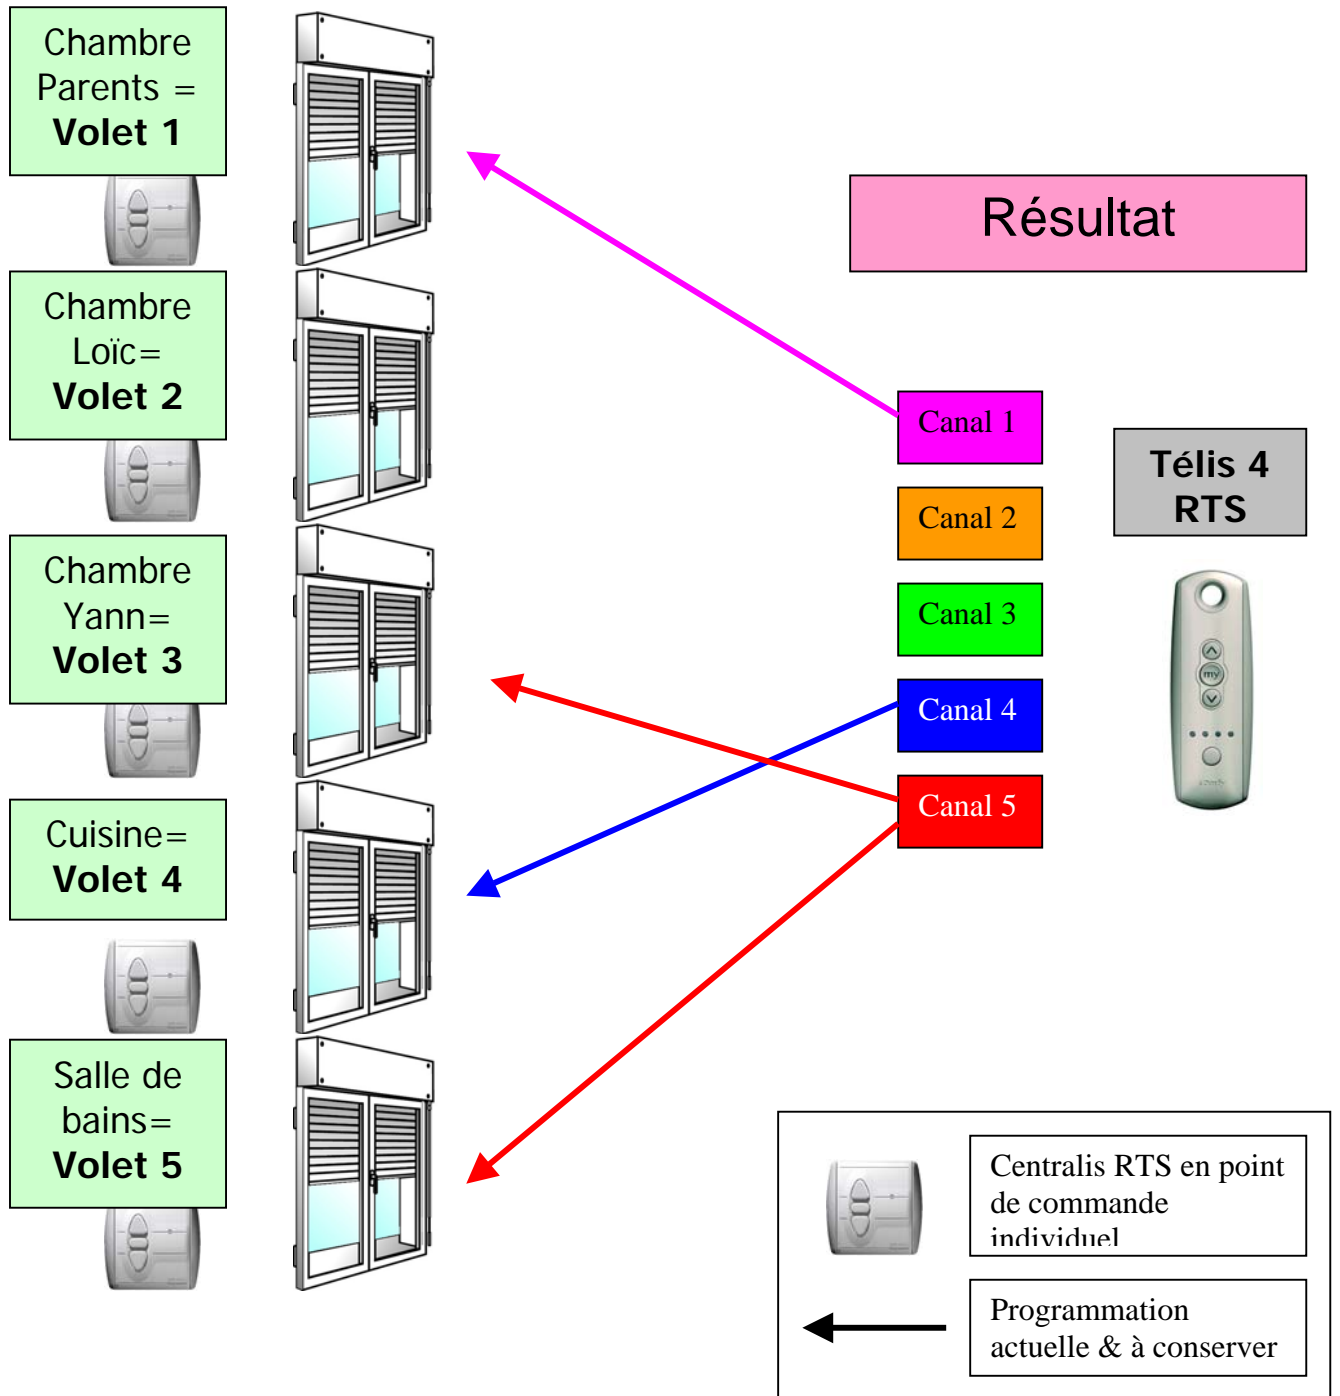 Chambre
Parents =
Volet 1
Résultat
Chambre
Loïc=
Volet 2
Canal 1
Télis 4
RTS
Canal 2
Chambre
Yann=
Volet 3
Canal 3
my
Canal 4
Canal 5
Cuisine=
Volet 4
Salle de
bains=
Volet 5
Centralis RTS en point
de commande
individuel
Programmation
actuelle & à conserver